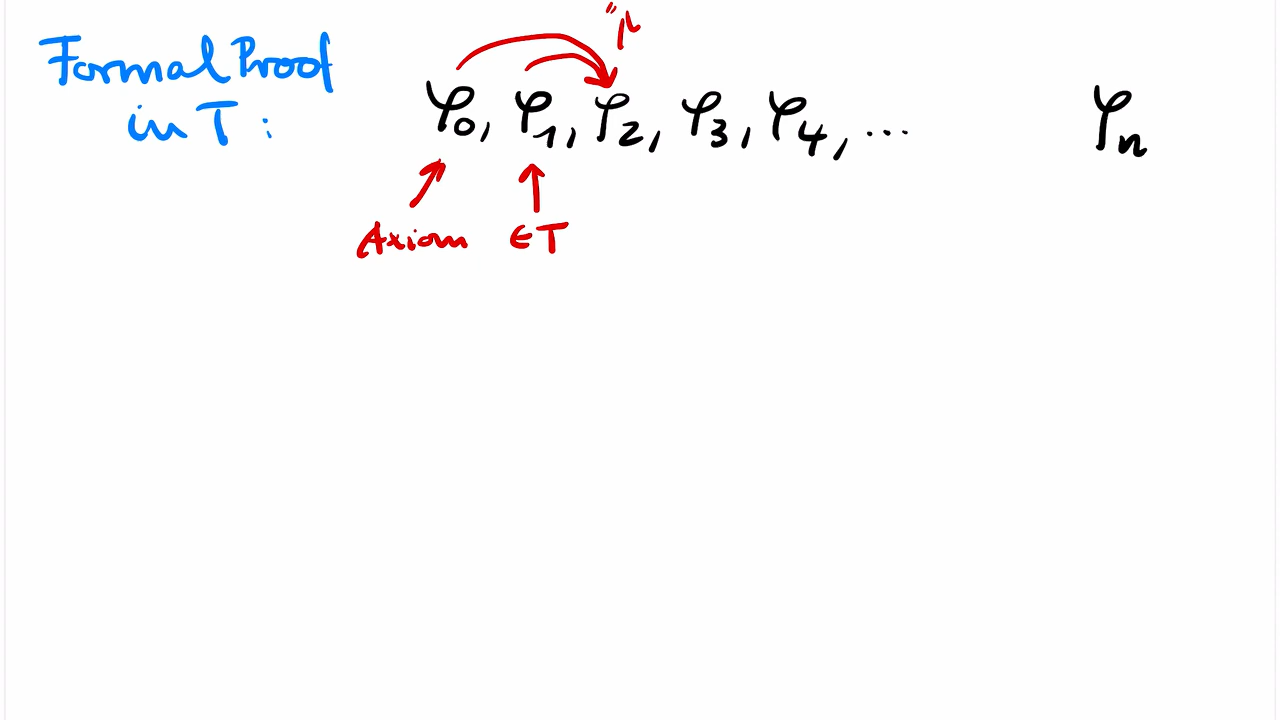 Formal Proof
in T :
φ₀, φ₁, φ₂, φ₃, φ₄, ... φₙ
Axiom ∈T